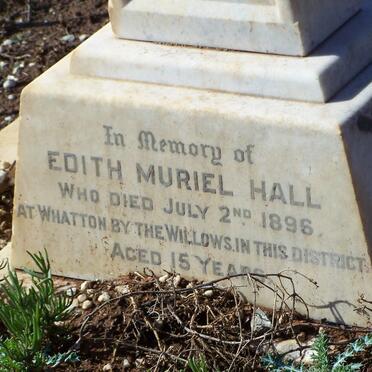 In Memory of
EDITH MURIEL HALL
WHO DIED JULY 2ND 1896
AT WHATTON BY THE WILLOWS.IN THIS DISTRICT
AGED 15 YEARS